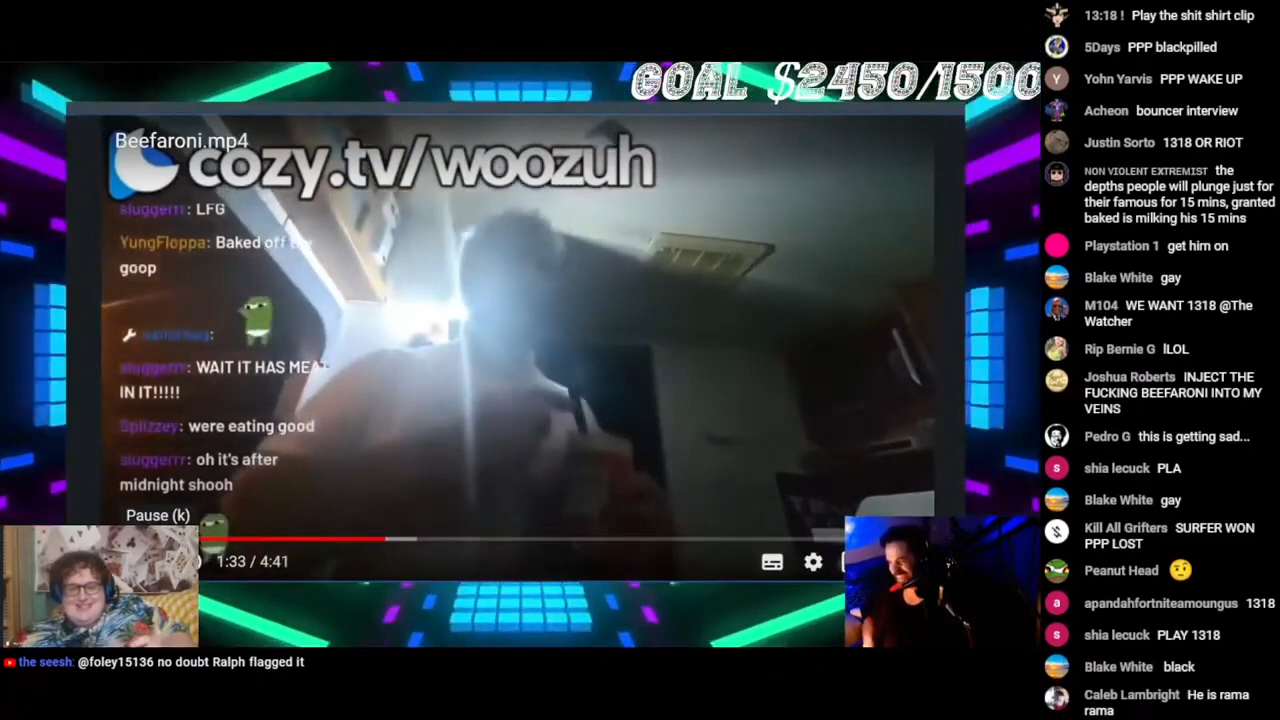 GOAL $2450/1500
Beefaroni.mp4
cozy.tv/woozuh
sluggerrr: LFG
YungFloppa: Baked off
goop
sluggerrr: WAIT IT HAS MEAT
IN IT!!!!!
Splizzey: were eating good
sluggerrr: oh it's after
midnight shooh
Pause (k)
1:33 / 4:41
the seesh: @foley15136 no doubt Ralph flagged it
13:18 ! Play the shit shirt clip
5Days PPP blackpilled
Y Yohn Yarvis PPP WAKE UP
Acheon bouncer interview
Justin Sorto 1318 OR RIOT
NON VIOLENT EXTREMIST the
depths people will plunge just for
their famous for 15 mins, granted
baked is milking his 15 mins
Playstation 1 get him on
Blake White gay
M104 WE WANT 1318 @The
Watcher
Rip Bernie G lLOL
Joshua Roberts INJECT THE
FUCKING BEEFARONI INTO MY
VEINS
Pedro G this is getting sad...
s shia lecuck PLA
Blake White gay
Kill All Grifters SURFER WON
PPP LOST
Peanut Head 🤨
a apandahfortniteamoungus 1318
s shia lecuck PLAY 1318
Blake White black
Caleb Lambright He is rama
rama